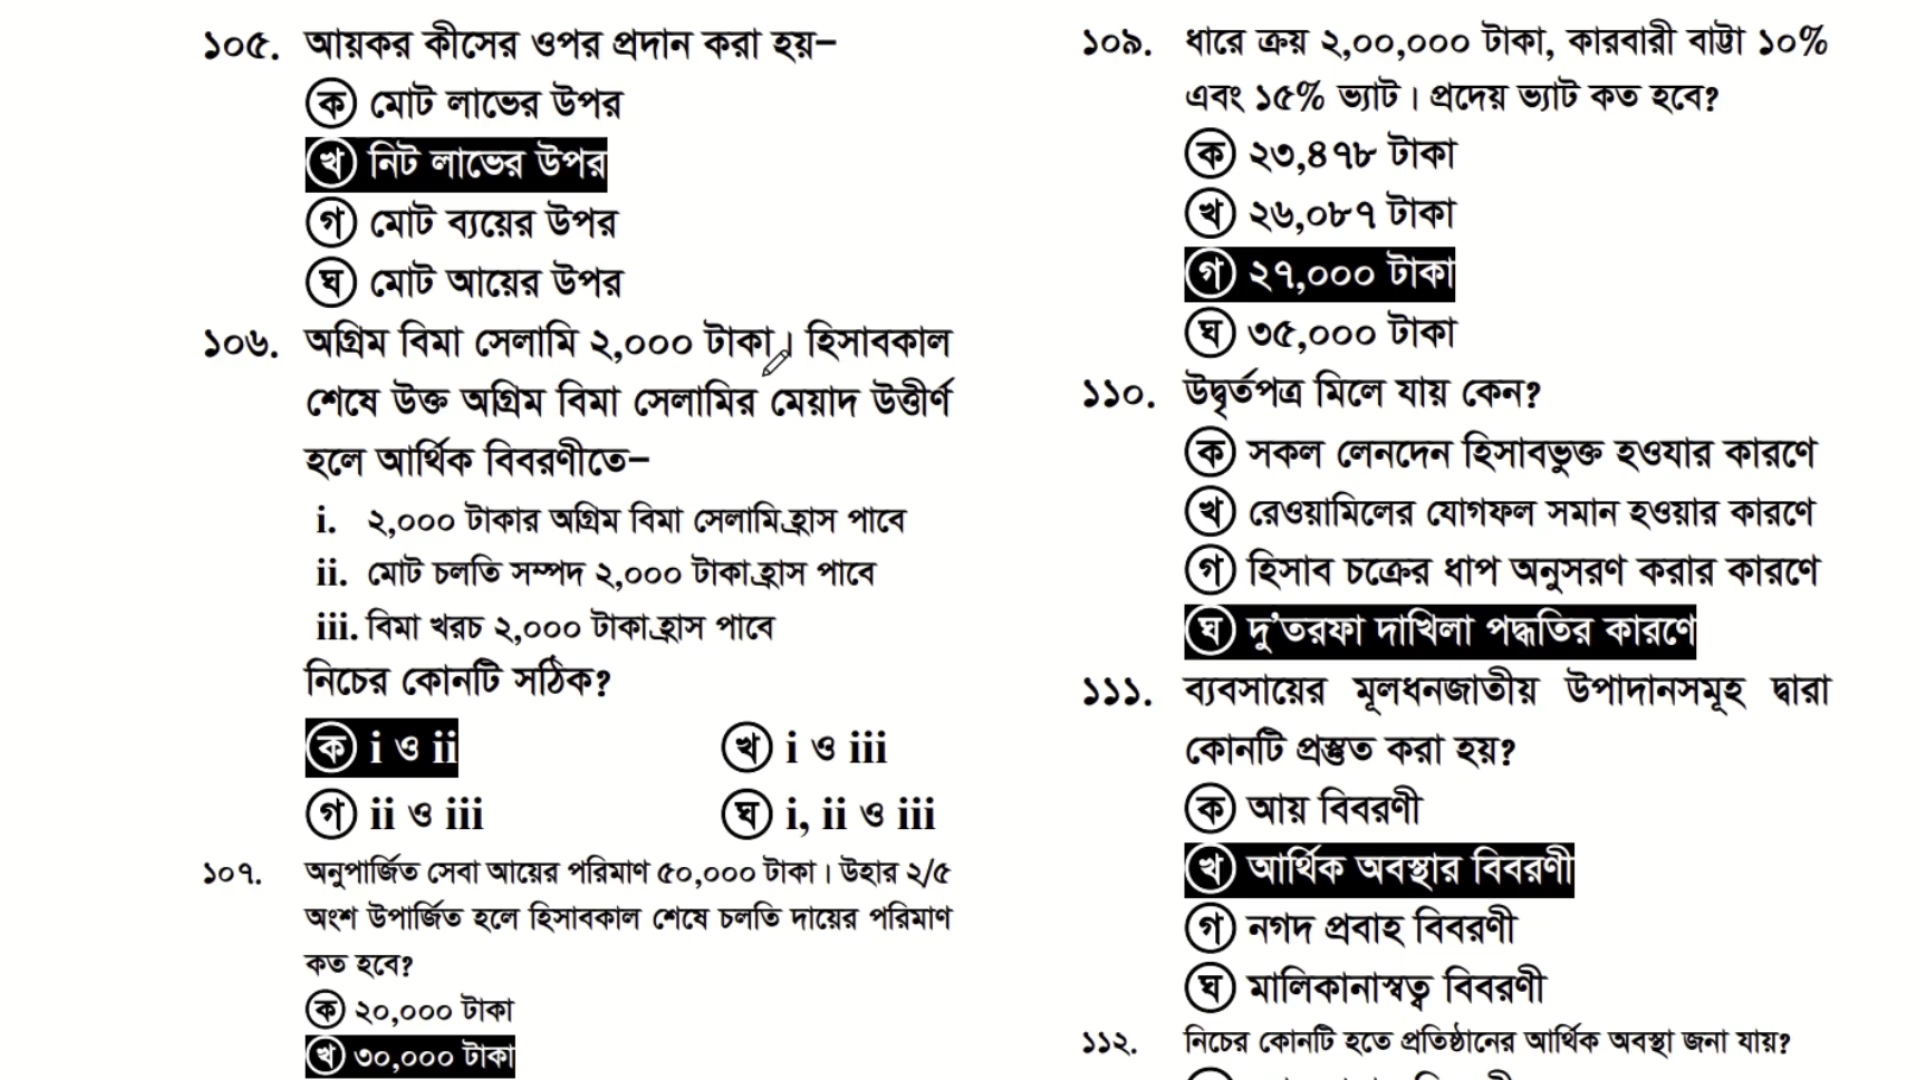 ১০৫. আয়কর কীসের ওপর প্রদান করা হয়–
ক মোট লাভের উপর
খ নিট লাভের উপর
গ মোট ব্যয়ের উপর
ঘ মোট আয়ের উপর
১০৬. অগ্রিম বিমা সেলামি ২,০০০ টাকা। হিসাবকাল
শেষে উক্ত অগ্রিম বিমা সেলামির মেয়াদ উত্তীর্ণ
হলে আর্থিক বিবরণীতে–
i. ২,০০০ টাকার অগ্রিম বিমা সেলামি হ্রাস পাবে
ii. মোট চলতি সম্পদ ২,০০০ টাকা হ্রাস পাবে
iii. বিমা খরচ ২,০০০ টাকা হ্রাস পাবে
নিচের কোনটি সঠিক?
ক i ও ii খ i ও iii
গ ii ও iii ঘ i, ii ও iii
১০৭. অনুপার্জিত সেবা আয়ের পরিমাণ ৫০,০০০ টাকা। উহার ২/৫
অংশ উপার্জিত হলে হিসাবকাল শেষে চলতি দায়ের পরিমাণ
কত হবে?
ক ২০,০০০ টাকা
খ ৩০,০০০ টাকা
১০৯. ধারে ক্রয় ২,০০,০০০ টাকা, কারবারী বাট্টা ১০%
এবং ১৫% ভ্যাট। প্রদেয় ভ্যাট কত হবে?
ক ২৩,৪৭৮ টাকা
খ ২৬,০৮৭ টাকা
গ ২৭,০০০ টাকা
ঘ ৩৫,০০০ টাকা
১১০. উদ্বৃর্তপত্র মিলে যায় কেন?
ক সকল লেনদেন হিসাবভুক্ত হওযার কারণে
খ রেওয়ামিলের যোগফল সমান হওয়ার কারণে
গ হিসাব চক্রের ধাপ অনুসরণ করার কারণে
ঘ দু’তরফা দাখিলা পদ্ধতির কারণে
১১১. ব্যবসায়ের মূলধনজাতীয় উপাদানসমূহ দ্বারা
কোনটি প্রস্তুত করা হয়?
ক আয় বিবরণী
খ আর্থিক অবস্থার বিবরণী
গ নগদ প্রবাহ বিবরণী
ঘ মালিকানাস্বত্ব বিবরণী
১১২. নিচের কোনটি হতে প্রতিষ্ঠানের আর্থিক অবস্থা জনা যায়?